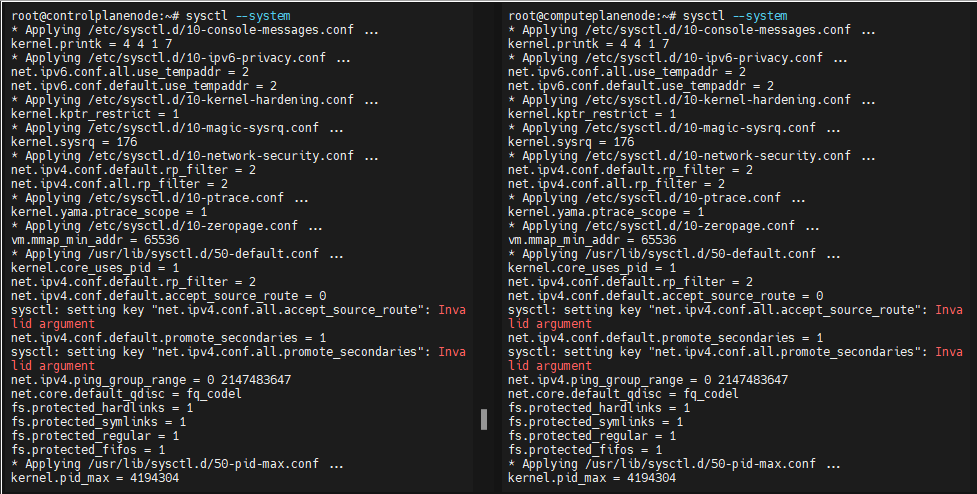 root@controlplanenode:~# sysctl --system
* Applying /etc/sysctl.d/10-console-messages.conf ...
kernel.printk = 4 4 1 7
* Applying /etc/sysctl.d/10-ipv6-privacy.conf ...
net.ipv6.conf.all.use_tempaddr = 2
net.ipv6.conf.default.use_tempaddr = 2
* Applying /etc/sysctl.d/10-kernel-hardening.conf ...
kernel.kptr_restrict = 1
* Applying /etc/sysctl.d/10-magic-sysrq.conf ...
kernel.sysrq = 176
* Applying /etc/sysctl.d/10-network-security.conf ...
net.ipv4.conf.default.rp_filter = 2
net.ipv4.conf.all.rp_filter = 2
* Applying /etc/sysctl.d/10-ptrace.conf ...
kernel.yama.ptrace_scope = 1
* Applying /etc/sysctl.d/10-zeropage.conf ...
vm.mmap_min_addr = 65536
* Applying /usr/lib/sysctl.d/50-default.conf ...
kernel.core_uses_pid = 1
net.ipv4.conf.default.rp_filter = 2
net.ipv4.conf.default.accept_source_route = 0
sysctl: setting key "net.ipv4.conf.all.accept_source_route": Inva
lid argument
net.ipv4.conf.default.promote_secondaries = 1
sysctl: setting key "net.ipv4.conf.all.promote_secondaries": Inva
lid argument
net.ipv4.ping_group_range = 0 2147483647
net.core.default_qdisc = fq_codel
fs.protected_hardlinks = 1
fs.protected_symlinks = 1
fs.protected_regular = 1
fs.protected_fifos = 1
* Applying /usr/lib/sysctl.d/50-pid-max.conf ...
kernel.pid_max = 4194304
root@computeplanenode:~# sysctl --system
* Applying /etc/sysctl.d/10-console-messages.conf ...
kernel.printk = 4 4 1 7
* Applying /etc/sysctl.d/10-ipv6-privacy.conf ...
net.ipv6.conf.all.use_tempaddr = 2
net.ipv6.conf.default.use_tempaddr = 2
* Applying /etc/sysctl.d/10-kernel-hardening.conf ...
kernel.kptr_restrict = 1
* Applying /etc/sysctl.d/10-magic-sysrq.conf ...
kernel.sysrq = 176
* Applying /etc/sysctl.d/10-network-security.conf ...
net.ipv4.conf.default.rp_filter = 2
net.ipv4.conf.all.rp_filter = 2
* Applying /etc/sysctl.d/10-ptrace.conf ...
kernel.yama.ptrace_scope = 1
* Applying /etc/sysctl.d/10-zeropage.conf ...
vm.mmap_min_addr = 65536
* Applying /usr/lib/sysctl.d/50-default.conf ...
kernel.core_uses_pid = 1
net.ipv4.conf.default.rp_filter = 2
net.ipv4.conf.default.accept_source_route = 0
sysctl: setting key "net.ipv4.conf.all.accept_source_route": Inva
lid argument
net.ipv4.conf.default.promote_secondaries = 1
sysctl: setting key "net.ipv4.conf.all.promote_secondaries": Inva
lid argument
net.ipv4.ping_group_range = 0 2147483647
net.core.default_qdisc = fq_codel
fs.protected_hardlinks = 1
fs.protected_symlinks = 1
fs.protected_regular = 1
fs.protected_fifos = 1
* Applying /usr/lib/sysctl.d/50-pid-max.conf ...
kernel.pid_max = 4194304